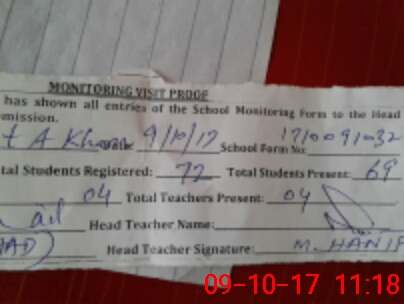 MONITORING VISIT PROOF
has shown all entries of the School Monitoring Form to the Head
mission.
A 9/10/17 School Form No:
tal Students Registered: 72 Total Students Present: 69
04 Total Teachers Present: 04
Head Teacher Name:
Head Teacher Signature: M. HANIF
09-10-17 11:18